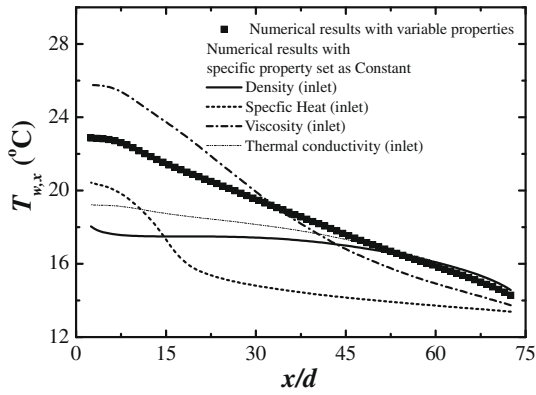 Numerical results with variable properties
Numerical results with
specific property set as Constant
Density (inlet)
Specfic Heat (inlet)
Viscosity (inlet)
Thermal conductivity (inlet)
T_{w,x} (°C)
32
28
24
20
16
12
0
15
30
45
60
75
x/d